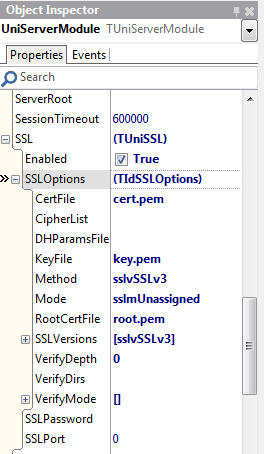 Object Inspector
UniServerModule TUniServerModule
Properties Events
Search
ServerRoot
SessionTimeout 600000
SSL (TUniSSL)
Enabled True
SSLOptions (TIdSSLOptions)
CertFile cert.pem
CipherList
DHParamsFile
KeyFile key.pem
Method sslvSSLv3
Mode sslmUnassigned
RootCertFile root.pem
SSLVersions [sslvSSLv3]
VerifyDepth 0
VerifyDirs
VerifyMode []
SSLPassword
SSLPort 0